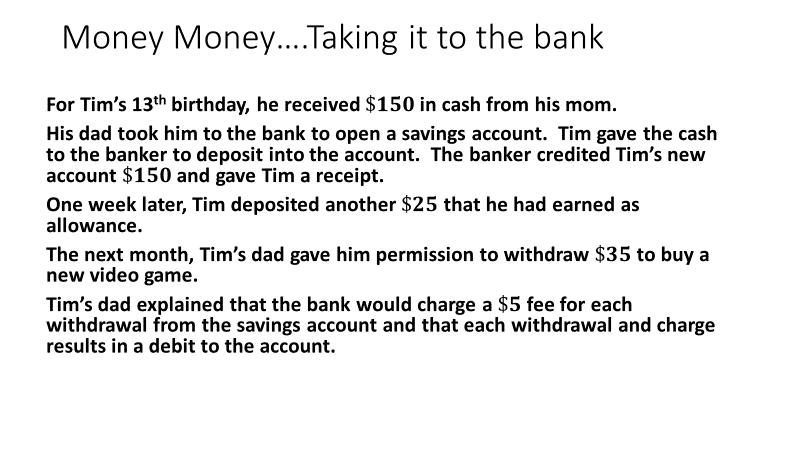 Money Money….Taking it to the bank
For Tim’s 13th birthday, he received $150 in cash from his mom.
His dad took him to the bank to open a savings account.  Tim gave the cash
to the banker to deposit into the account.  The banker credited Tim’s new
account $150 and gave Tim a receipt.
One week later, Tim deposited another $25 that he had earned as
allowance.
The next month, Tim’s dad gave him permission to withdraw $35 to buy a
new video game.
Tim’s dad explained that the bank would charge a $5 fee for each
withdrawal from the savings account and that each withdrawal and charge
results in a debit to the account.